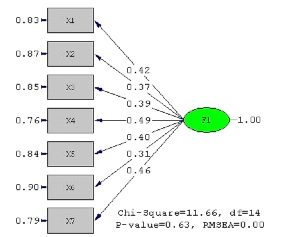 0.83 X1
0.87 X2
0.85 X3
0.76 X4
0.84 X5
0.90 X6
0.79 X7
0.42
0.37
0.39
0.49
0.40
0.31
0.46
F1 1.00
Chi-Square=11.66, df=14
P-value=0.63, RMSEA=0.00